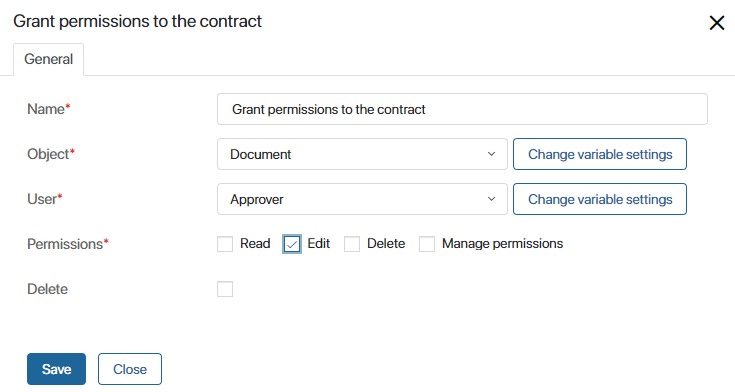 Grant permissions to the contract
General
Name* Grant permissions to the contract
Object* Document Change variable settings
User* Approver Change variable settings
Permissions* Read Edit Delete Manage permissions
Delete
Save Close